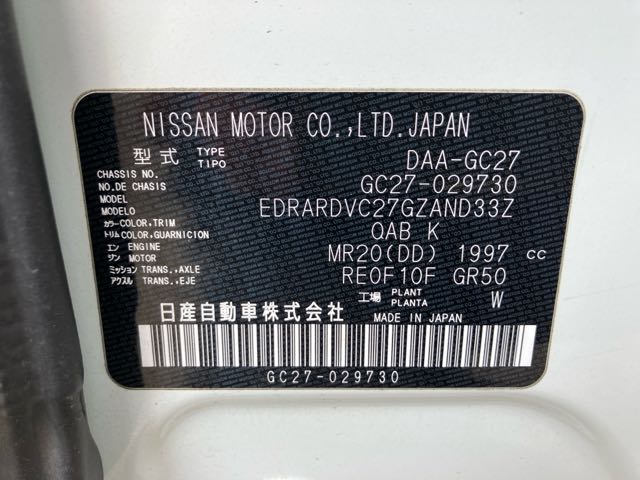 NISSAN MOTOR CO.,LTD.JAPAN
型式 TYPE TIPO DAA-GC27
CHASSIS NO.
NO.DE CHASIS GC27-029730
MODEL
MODELO EDRARDVC27GZAND33Z
カラー COLOR,TRIM
トリム COLOR,GUARNICION QAB K
エン ENGINE
ジン MOTOR MR20(DD) 1997 cc
ミッション TRANS.,AXLE
アクスル TRANS.,EJE RE0F10F GR50
工場 PLANT PLANTA W
日産自動車株式会社 MADE IN JAPAN
GC27-029730